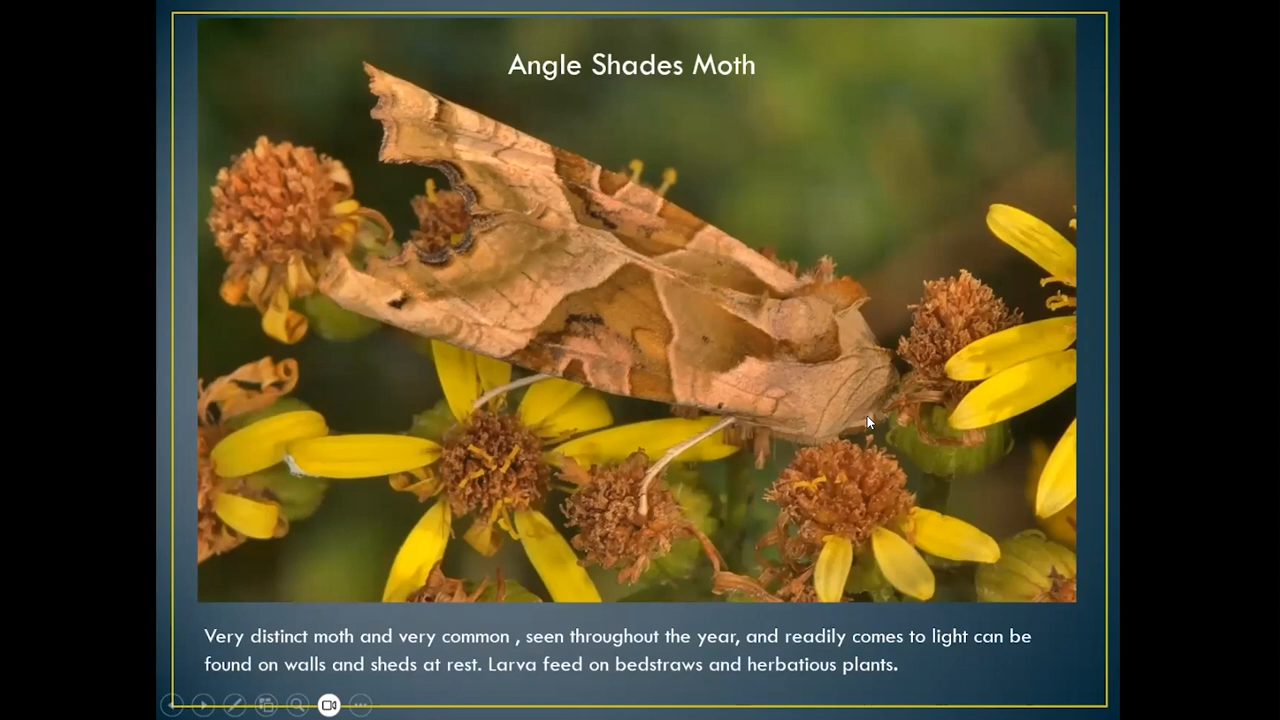 Angle Shades Moth
Very distinct moth and very common , seen throughout the year, and readily comes to light can be
found on walls and sheds at rest. Larva feed on bedstraws and herbatious plants.